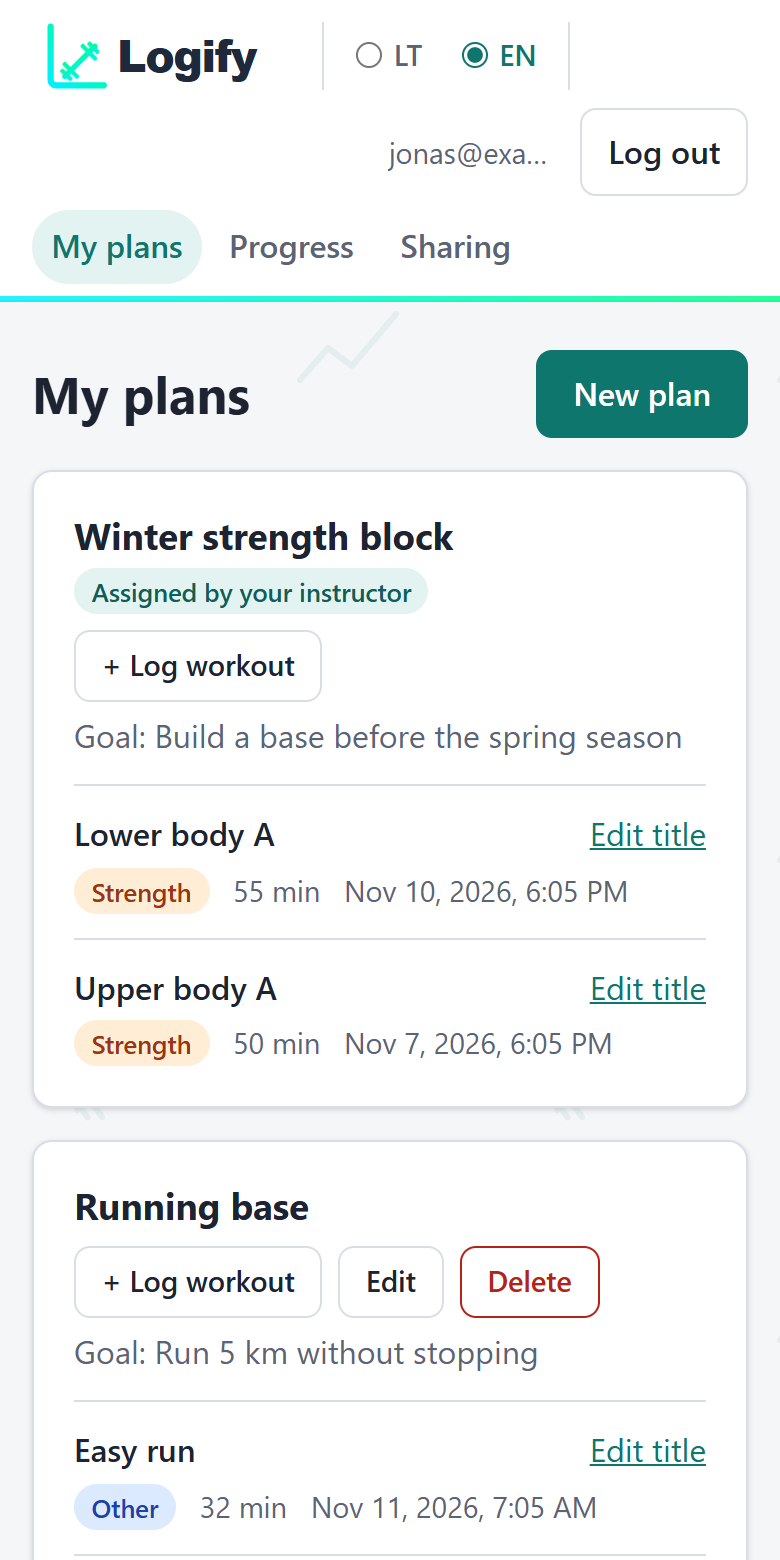 Logify LT EN
jonas@exa... Log out
My plans Progress Sharing
My plans New plan
Winter strength block
Assigned by your instructor
+ Log workout
Goal: Build a base before the spring season
Lower body A Edit title
Strength 55 min Nov 10, 2026, 6:05 PM
Upper body A Edit title
Strength 50 min Nov 7, 2026, 6:05 PM
Running base
+ Log workout Edit Delete
Goal: Run 5 km without stopping
Easy run Edit title
Other 32 min Nov 11, 2026, 7:05 AM